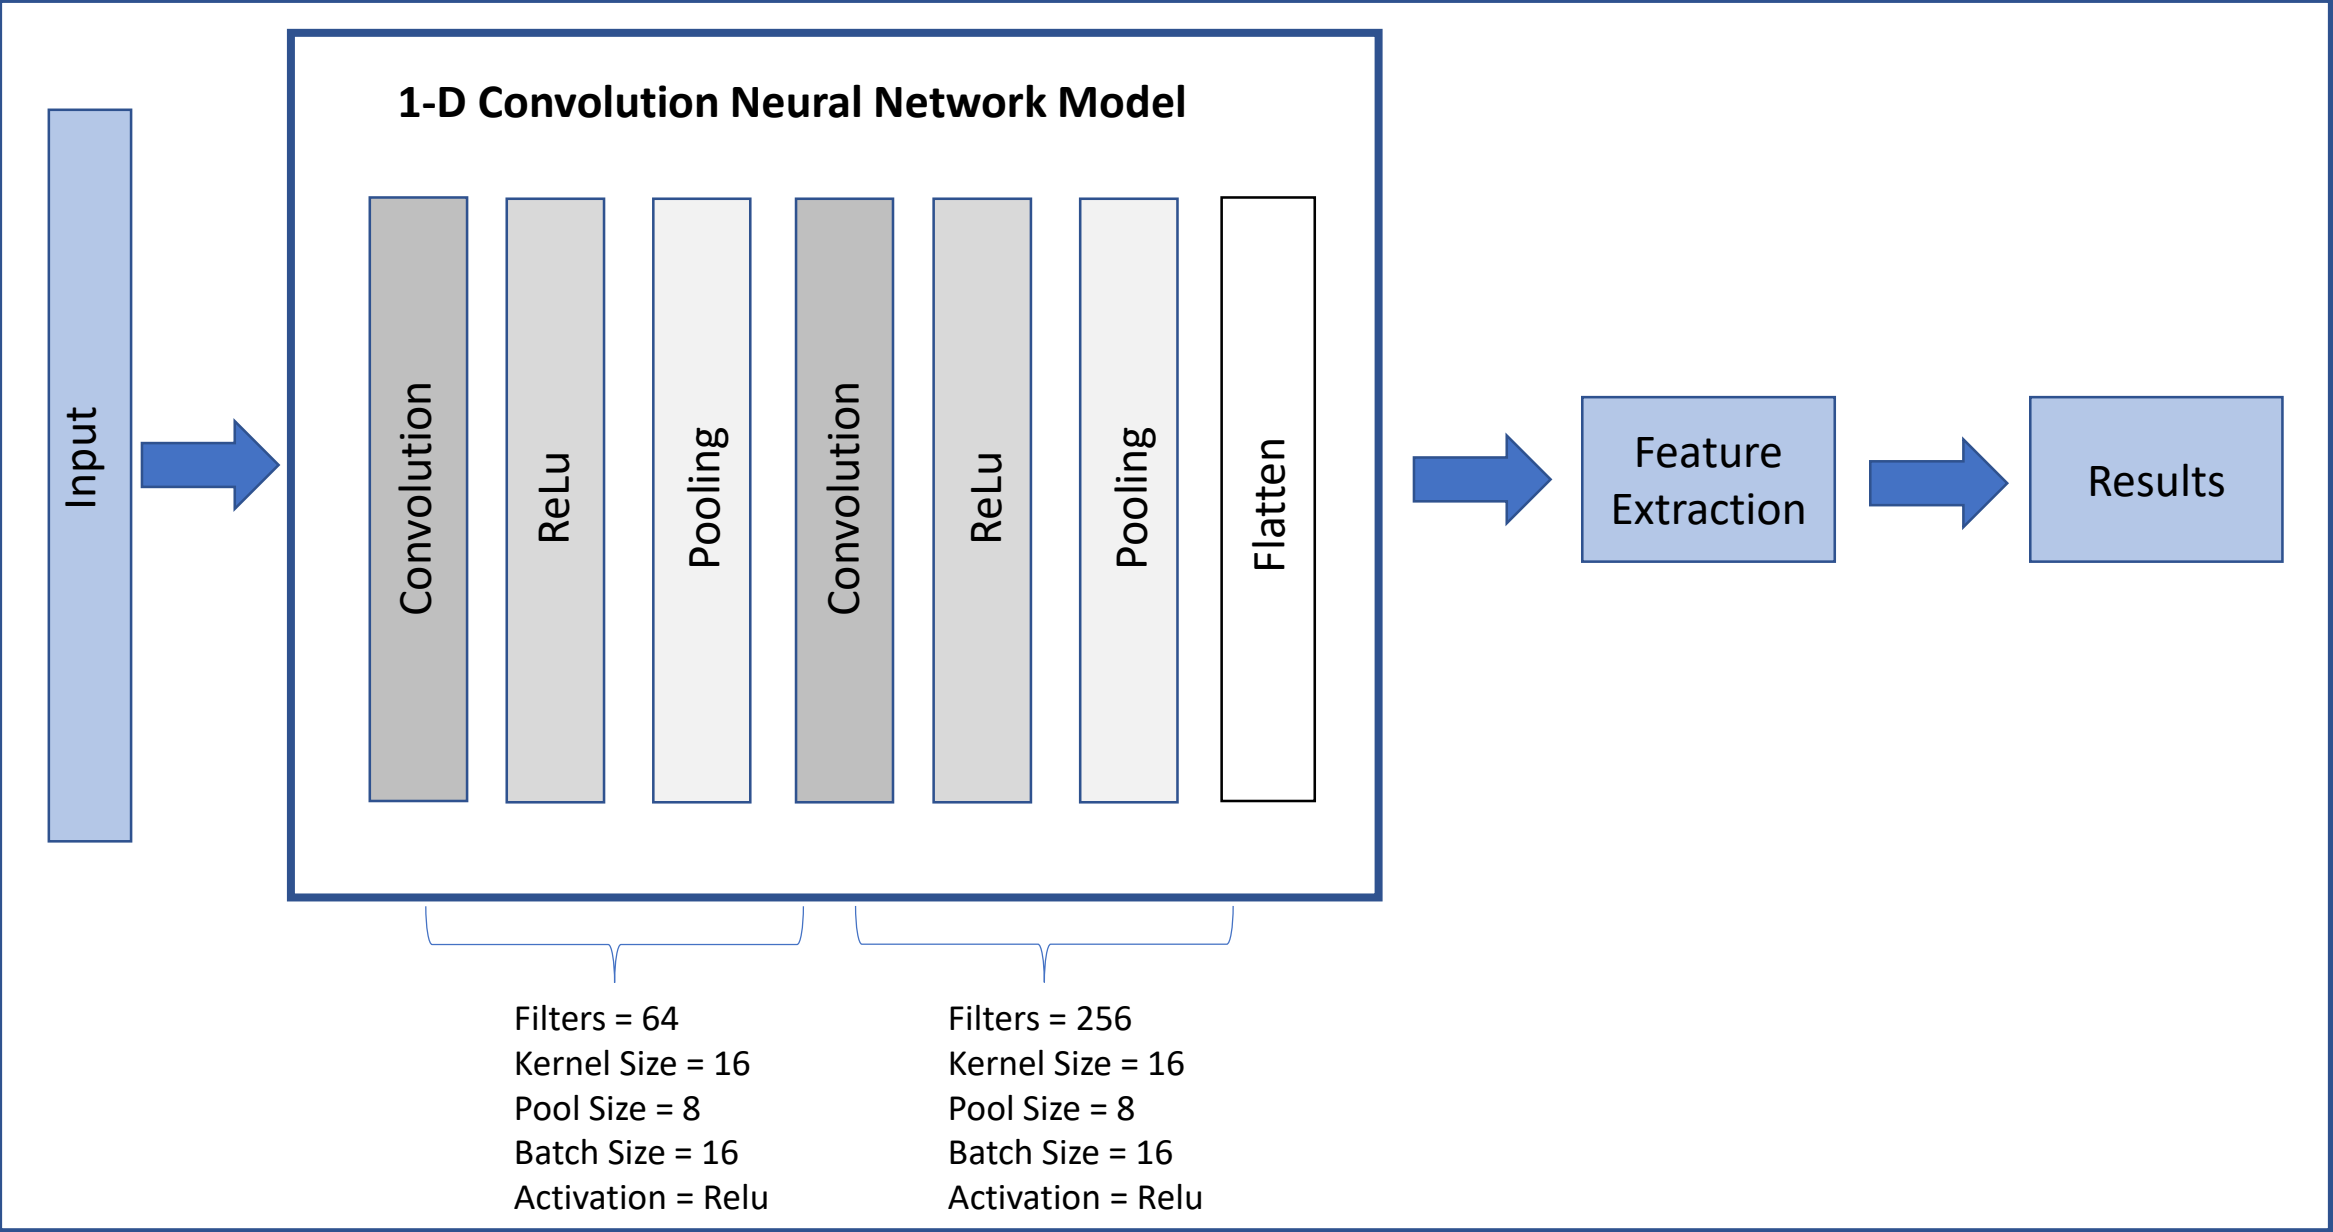 1-D Convolution Neural Network Model
Input
Convolution
ReLu
Pooling
Convolution
ReLu
Pooling
Flatten
Feature
Extraction
Results
Filters = 64
Kernel Size = 16
Pool Size = 8
Batch Size = 16
Activation = Relu
Filters = 256
Kernel Size = 16
Pool Size = 8
Batch Size = 16
Activation = Relu